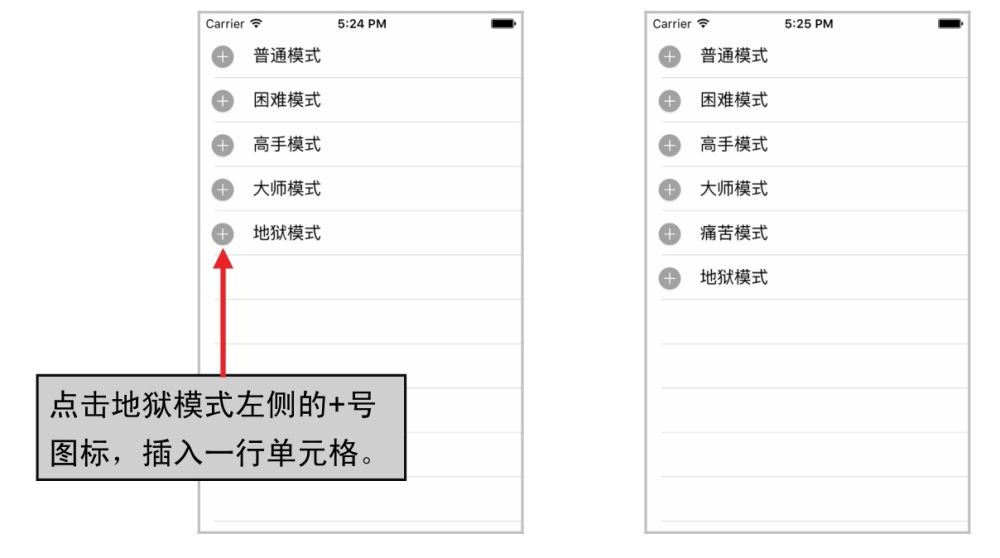 Carrier 5:24 PM
普通模式
困难模式
高手模式
大师模式
地狱模式
点击地狱模式左侧的+号
图标，插入一行单元格。
Carrier 5:25 PM
普通模式
困难模式
高手模式
大师模式
痛苦模式
地狱模式